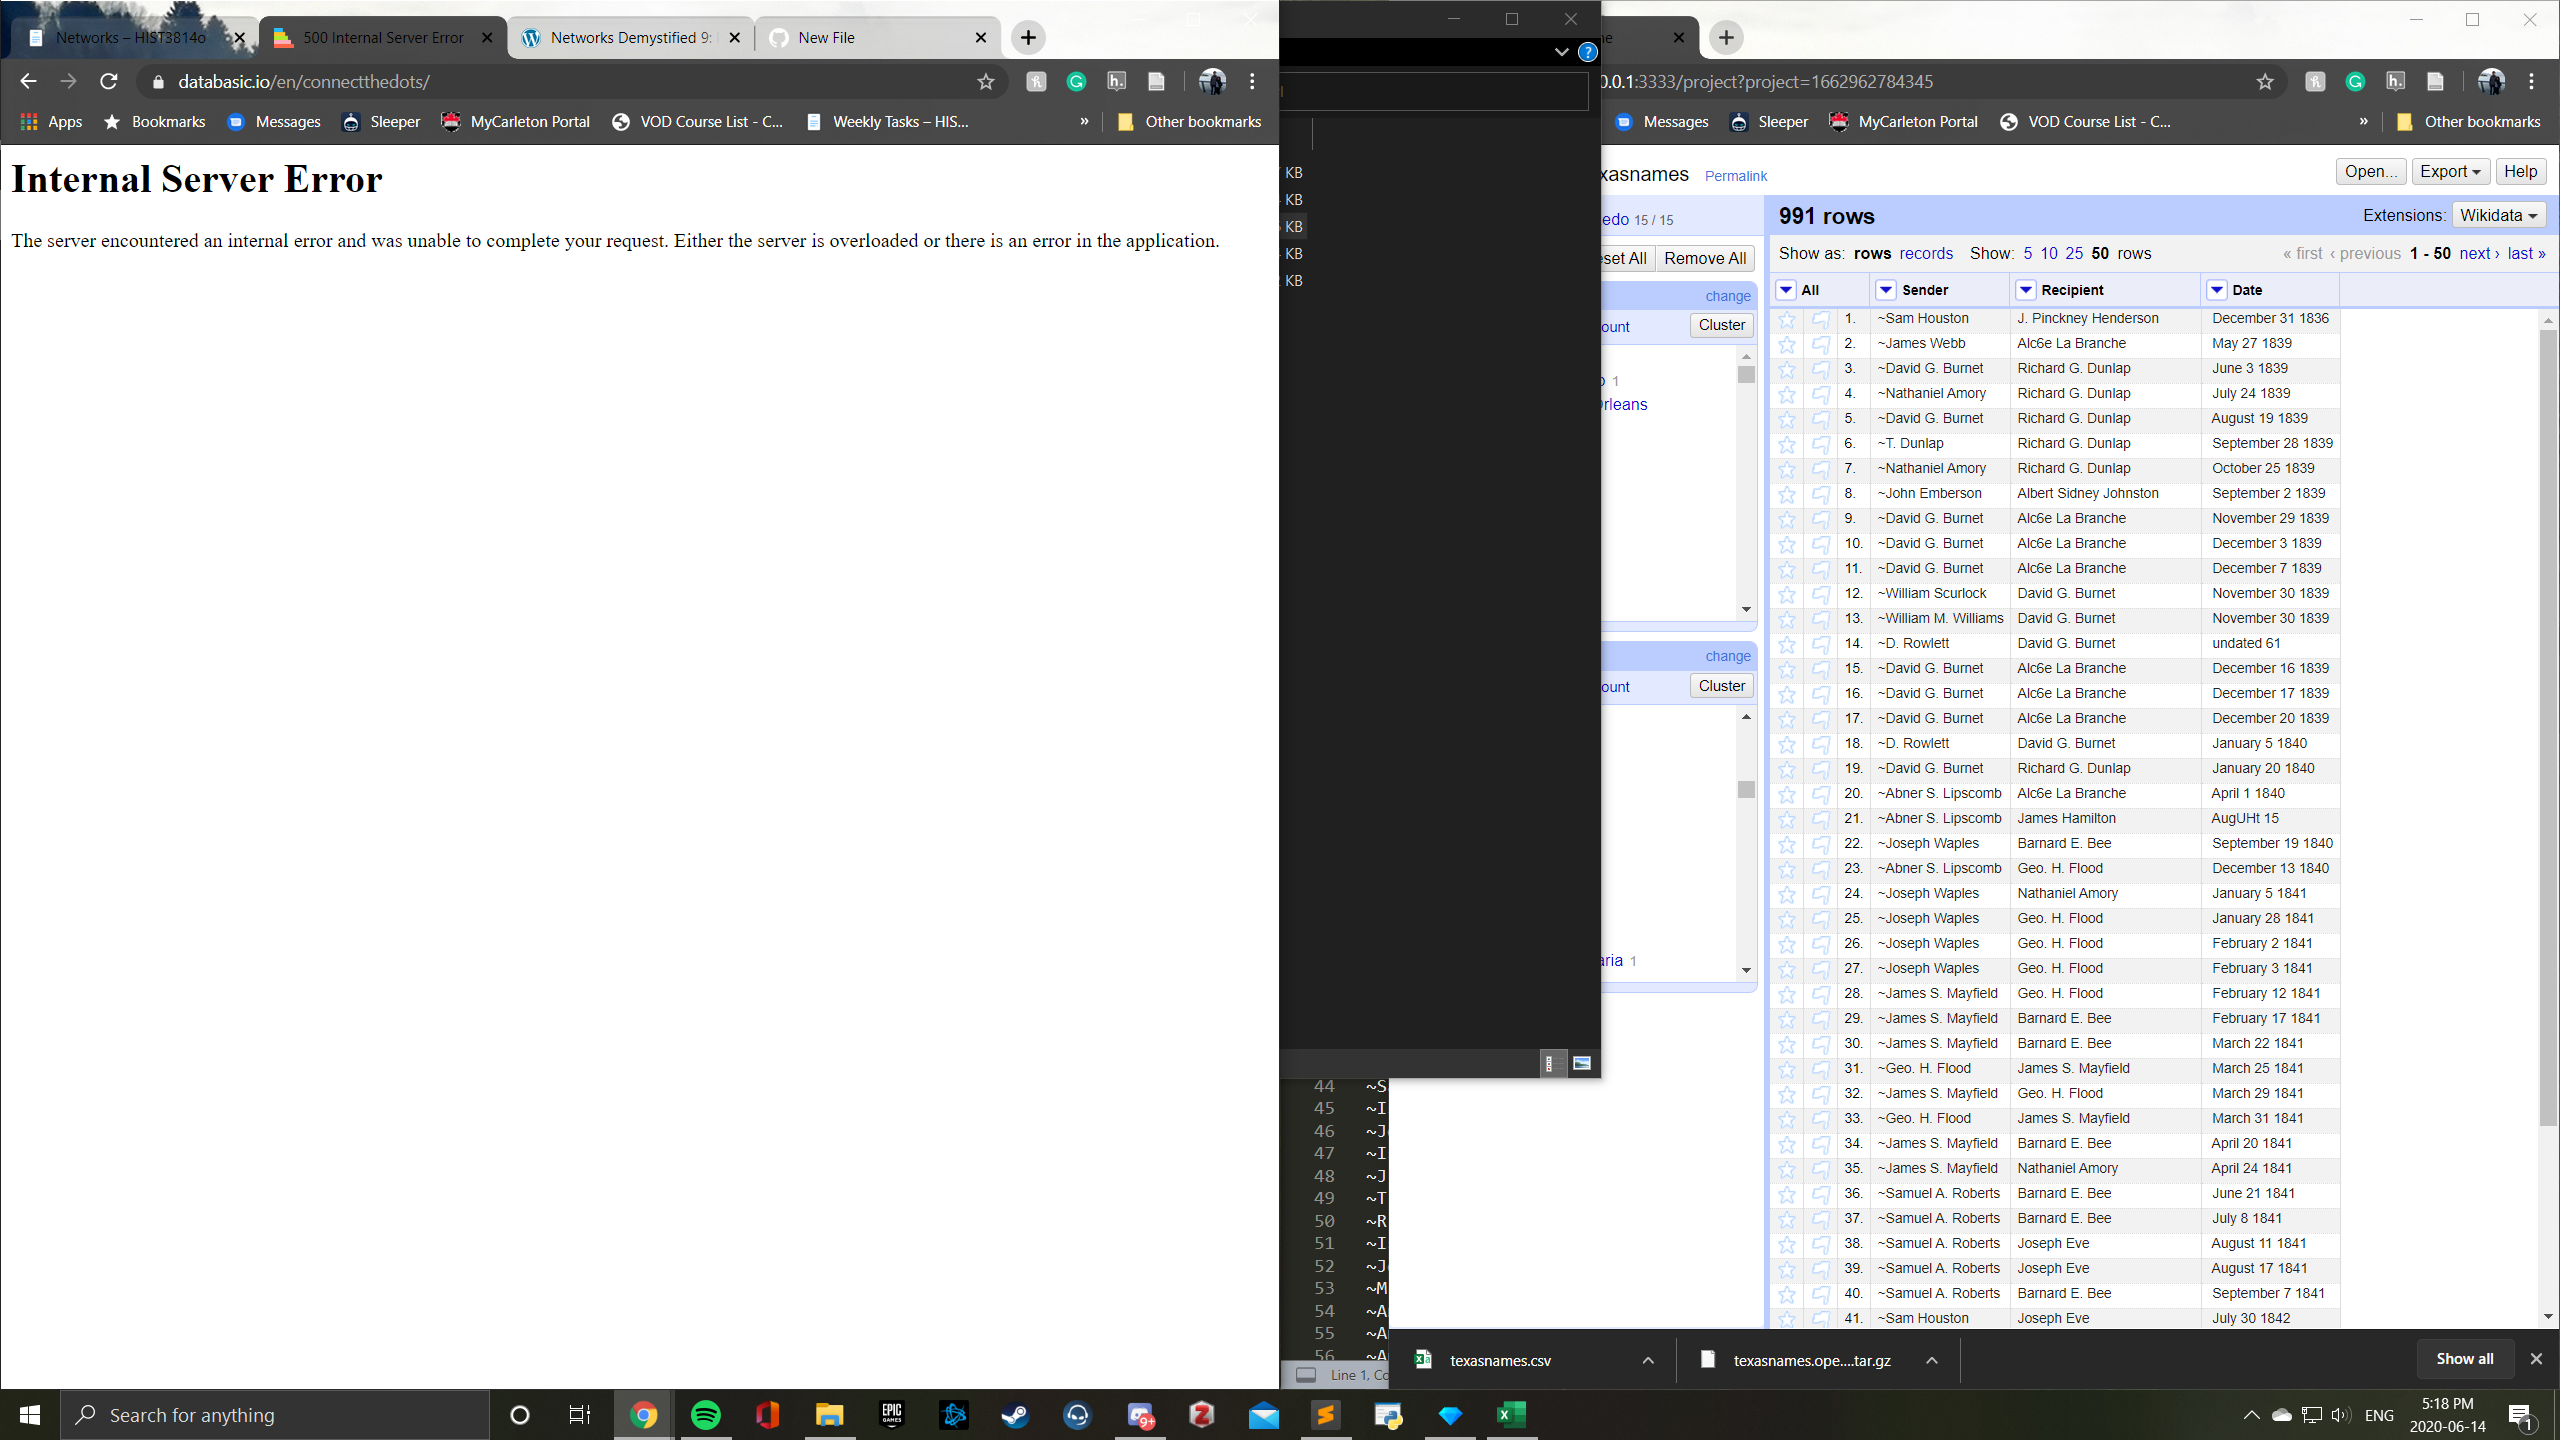 Networks – HIST3814o
500 Internal Server Error
Networks Demystified 9:
New File
databasic.io/en/connectthedots/
Apps
Bookmarks
Messages
Sleeper
MyCarleton Portal
VOD Course List - C...
Weekly Tasks – HIS...
»
Other bookmarks
Internal Server Error
The server encountered an internal error and was unable to complete your request. Either the server is overloaded or there is an error in the application.
KB
KB
KB
KB
KB
44 ~S
45 ~I
46 ~J
47 ~I
48 ~J
49 ~T
50 ~R
51 ~I
52 ~J
53 ~M
54 ~A
55 ~A
56 ~A
Line 1, Co
0.0.1:3333/project?project=1662962784345
Messages
Sleeper
MyCarleton Portal
VOD Course List - C...
»
Other bookmarks
xasnames Permalink
Open... Export Help
edo 15 / 15
set All Remove All
change
ount Cluster
1
Orleans
change
ount Cluster
aria 1
991 rows
Extensions: Wikidata
Show as: rows records Show: 5 10 25 50 rows
« first ‹ previous 1 - 50 next › last »
All Sender Recipient Date
1. ~Sam Houston J. Pinckney Henderson December 31 1836
2. ~James Webb Alc6e La Branche May 27 1839
3. ~David G. Burnet Richard G. Dunlap June 3 1839
4. ~Nathaniel Amory Richard G. Dunlap July 24 1839
5. ~David G. Burnet Richard G. Dunlap August 19 1839
6. ~T. Dunlap Richard G. Dunlap September 28 1839
7. ~Nathaniel Amory Richard G. Dunlap October 25 1839
8. ~John Emberson Albert Sidney Johnston September 2 1839
9. ~David G. Burnet Alc6e La Branche November 29 1839
10. ~David G. Burnet Alc6e La Branche December 3 1839
11. ~David G. Burnet Alc6e La Branche December 7 1839
12. ~William Scurlock David G. Burnet November 30 1839
13. ~William M. Williams David G. Burnet November 30 1839
14. ~D. Rowlett David G. Burnet undated 61
15. ~David G. Burnet Alc6e La Branche December 16 1839
16. ~David G. Burnet Alc6e La Branche December 17 1839
17. ~David G. Burnet Alc6e La Branche December 20 1839
18. ~D. Rowlett David G. Burnet January 5 1840
19. ~David G. Burnet Richard G. Dunlap January 20 1840
20. ~Abner S. Lipscomb Alc6e La Branche April 1 1840
21. ~Abner S. Lipscomb James Hamilton AugUHt 15
22. ~Joseph Waples Barnard E. Bee September 19 1840
23. ~Abner S. Lipscomb Geo. H. Flood December 13 1840
24. ~Joseph Waples Nathaniel Amory January 5 1841
25. ~Joseph Waples Geo. H. Flood January 28 1841
26. ~Joseph Waples Geo. H. Flood February 2 1841
27. ~Joseph Waples Geo. H. Flood February 3 1841
28. ~James S. Mayfield Geo. H. Flood February 12 1841
29. ~James S. Mayfield Barnard E. Bee February 17 1841
30. ~James S. Mayfield Barnard E. Bee March 22 1841
31. ~Geo. H. Flood James S. Mayfield March 25 1841
32. ~James S. Mayfield Geo. H. Flood March 29 1841
33. ~Geo. H. Flood James S. Mayfield March 31 1841
34. ~James S. Mayfield Barnard E. Bee April 20 1841
35. ~James S. Mayfield Nathaniel Amory April 24 1841
36. ~Samuel A. Roberts Barnard E. Bee June 21 1841
37. ~Samuel A. Roberts Barnard E. Bee July 8 1841
38. ~Samuel A. Roberts Joseph Eve August 11 1841
39. ~Samuel A. Roberts Joseph Eve August 17 1841
40. ~Samuel A. Roberts Barnard E. Bee September 7 1841
41. ~Sam Houston Joseph Eve July 30 1842
texasnames.csv
texasnames.ope....tar.gz
Show all
Search for anything
EPIC GAMES
9+
ENG
5:18 PM
2020-06-14
1